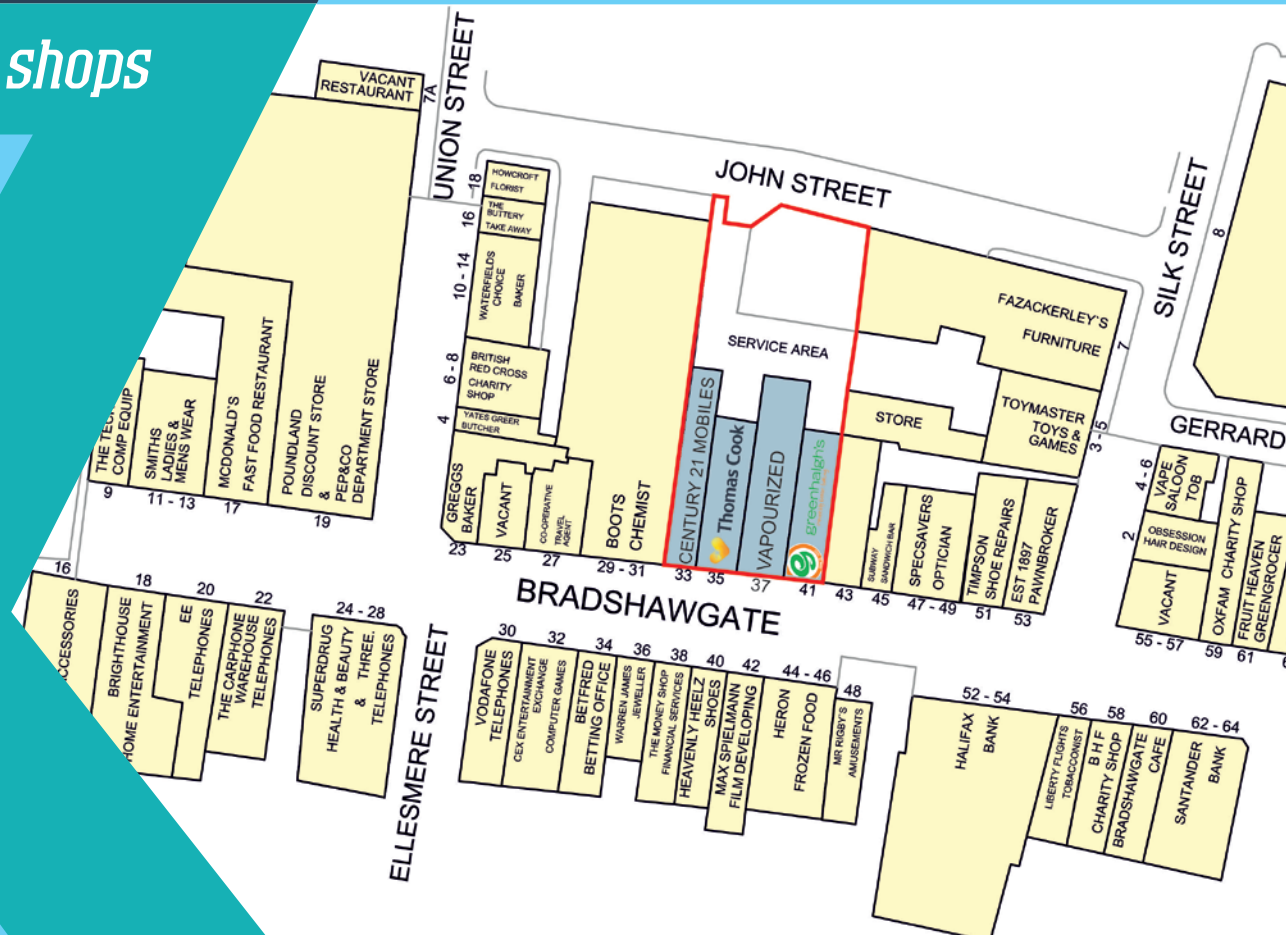 shops
VACANT
RESTAURANT
7A
UNION STREET
JOHN STREET
SILK STREET
GERRARD
18
HOWCROFT
FLORIST
16
THE
BUTTERY
TAKE AWAY
10 - 14
WATERFIELDS
CHOICE
BAKER
6 - 8
BRITISH
RED CROSS
CHARITY
SHOP
4
YATES GREER
BUTCHER
GREGGS
BAKER
23
VACANT
25
CO-OPERATIVE
TRAVEL
AGENT
27
BOOTS
CHEMIST
29 - 31
SERVICE AREA
CENTURY 21 MOBILES
33
Thomas Cook
35
VAPOURIZED
37
greenhalgh's
g
41
43
STORE
FAZACKERLEY'S
FURNITURE
7
TOYMASTER
TOYS &
GAMES
3 - 5
8
SUBWAY
SANDWICH BAR
45
SPECSAVERS
OPTICIAN
47 - 49
TIMPSON
SHOE REPAIRS
51
EST 1897
PAWNBROKER
53
4 - 6
VAPE
SALOON
TOB
2
OBSESSION
HAIR DESIGN
VACANT
55 - 57
OXFAM CHARITY SHOP
59
FRUIT HEAVEN
GREENGROCER
61
COMP EQUIP
9
SMITHS
LADIES &
MENS WEAR
11 - 13
MCDONALD'S
FAST FOOD RESTAURANT
17
POUNDLAND
DISCOUNT STORE
&
PEP&CO
DEPARTMENT STORE
19
BRADSHAWGATE
ELLESMERE STREET
16
18
BRIGHTHOUSE
HOME ENTERTAINMENT
20
EE
TELEPHONES
22
THE CARPHONE
WAREHOUSE
TELEPHONES
24 - 28
SUPERDRUG
HEALTH & BEAUTY
& THREE.
TELEPHONES
30
VODAFONE
TELEPHONES
32
CEX ENTERTAINMENT
EXCHANGE
COMPUTER GAMES
34
BETFRED
BETTING OFFICE
36
WARREN JAMES
JEWELLER
38
THE MONEY SHOP
FINANCIAL SERVICES
40
HEAVENLY HEELZ
SHOES
42
MAX SPIELMANN
FILM DEVELOPING
44 - 46
HERON
FROZEN FOOD
48
MR RIGBY'S
AMUSEMENTS
52 - 54
HALIFAX
BANK
56
LIBERTY FLIGHTS
TOBACCONIST
58
B H F
CHARITY SHOP
60
BRADSHAWGATE
CAFE
62 - 64
SANTANDER
BANK